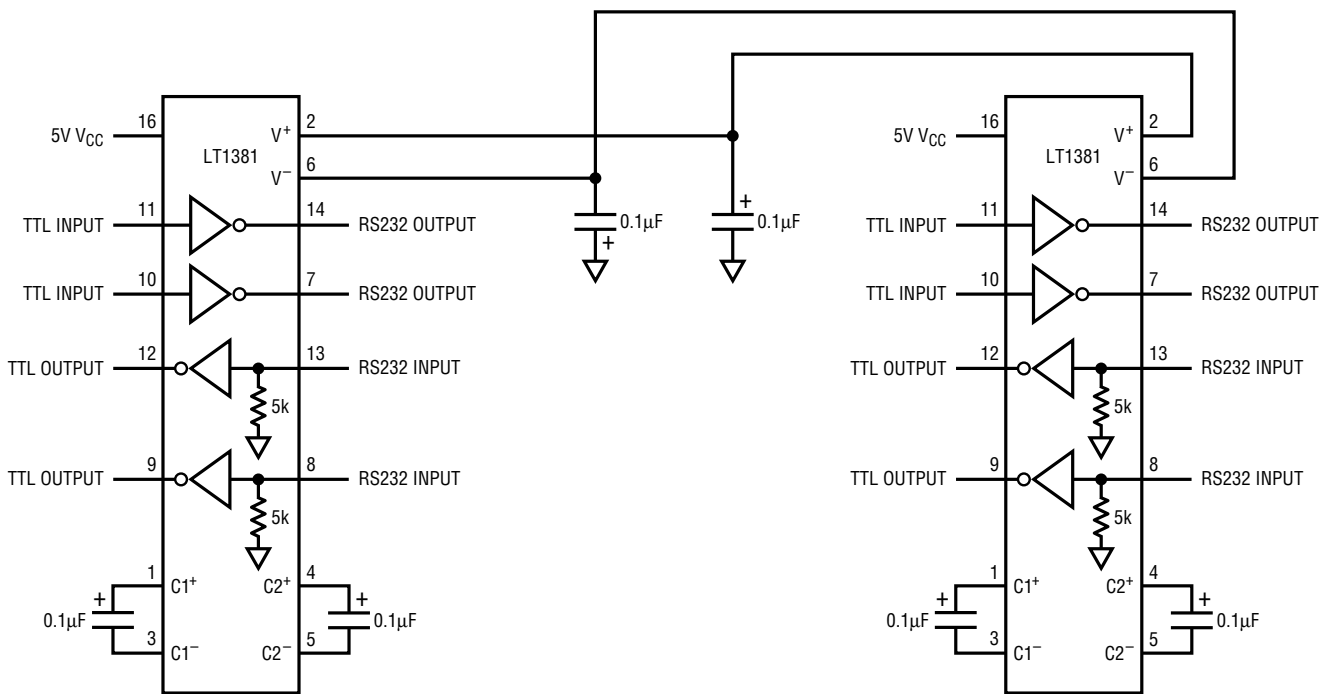 16
5V VCC
LT1381
V+
2
V−
6
TTL INPUT
11
14
RS232 OUTPUT
TTL INPUT
10
7
RS232 OUTPUT
TTL OUTPUT
12
13
RS232 INPUT
5k
TTL OUTPUT
9
8
RS232 INPUT
5k
1
C1+
C2+
4
+
0.1µF
+
0.1µF
3
C1−
C2−
5
+
0.1µF
+
0.1µF
16
5V VCC
LT1381
V+
2
V−
6
TTL INPUT
11
14
RS232 OUTPUT
TTL INPUT
10
7
RS232 OUTPUT
TTL OUTPUT
12
13
RS232 INPUT
5k
TTL OUTPUT
9
8
RS232 INPUT
5k
1
C1+
C2+
4
+
0.1µF
+
0.1µF
3
C1−
C2−
5